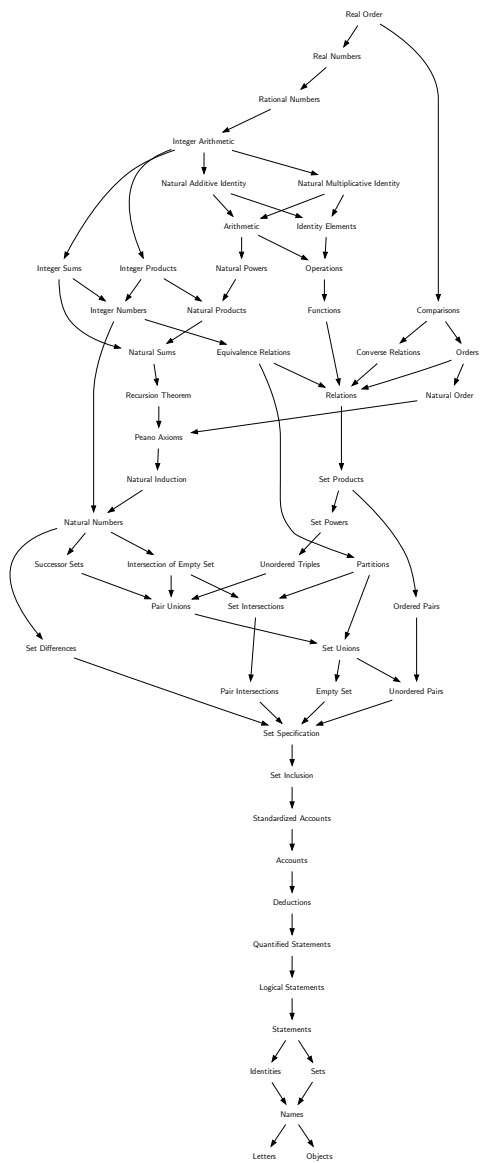 Real Order
Real Numbers
Rational Numbers
Integer Arithmetic
Natural Additive Identity
Natural Multiplicative Identity
Arithmetic
Identity Elements
Integer Sums
Integer Products
Natural Powers
Operations
Integer Numbers
Natural Products
Functions
Comparisons
Natural Sums
Equivalence Relations
Converse Relations
Orders
Recursion Theorem
Relations
Natural Order
Peano Axioms
Natural Induction
Set Products
Natural Numbers
Set Powers
Successor Sets
Intersection of Empty Set
Unordered Triples
Partitions
Pair Unions
Set Intersections
Ordered Pairs
Set Differences
Set Unions
Pair Intersections
Empty Set
Unordered Pairs
Set Specification
Set Inclusion
Standardized Accounts
Accounts
Deductions
Quantified Statements
Logical Statements
Statements
Identities
Sets
Names
Letters
Objects